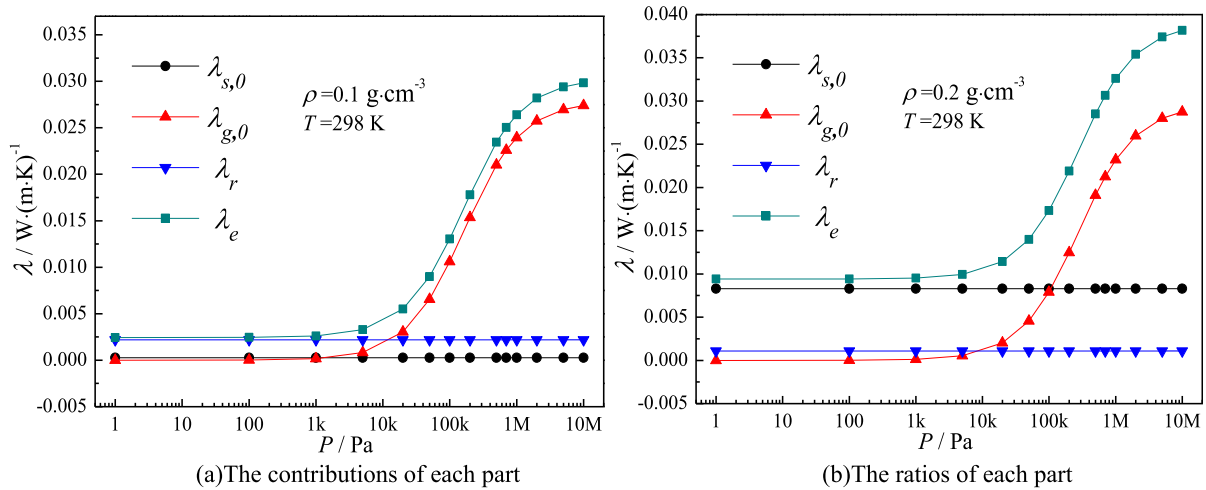 0.035
0.030
0.025
0.020
0.015
0.010
0.005
0.000
-0.005
λ / W·(m·K)⁻¹
λs,0
λg,0
λr
λe
ρ =0.1 g·cm⁻³
T =298 K
1 10 100 1k 10k 100k 1M 10M
P / Pa
(a)The contributions of each part
0.040
0.035
0.030
0.025
0.020
0.015
0.010
0.005
0.000
-0.005
λ / W·(m·K)⁻¹
λs,0
λg,0
λr
λe
ρ =0.2 g·cm⁻³
T =298 K
1 10 100 1k 10k 100k 1M 10M
P / Pa
(b)The ratios of each part